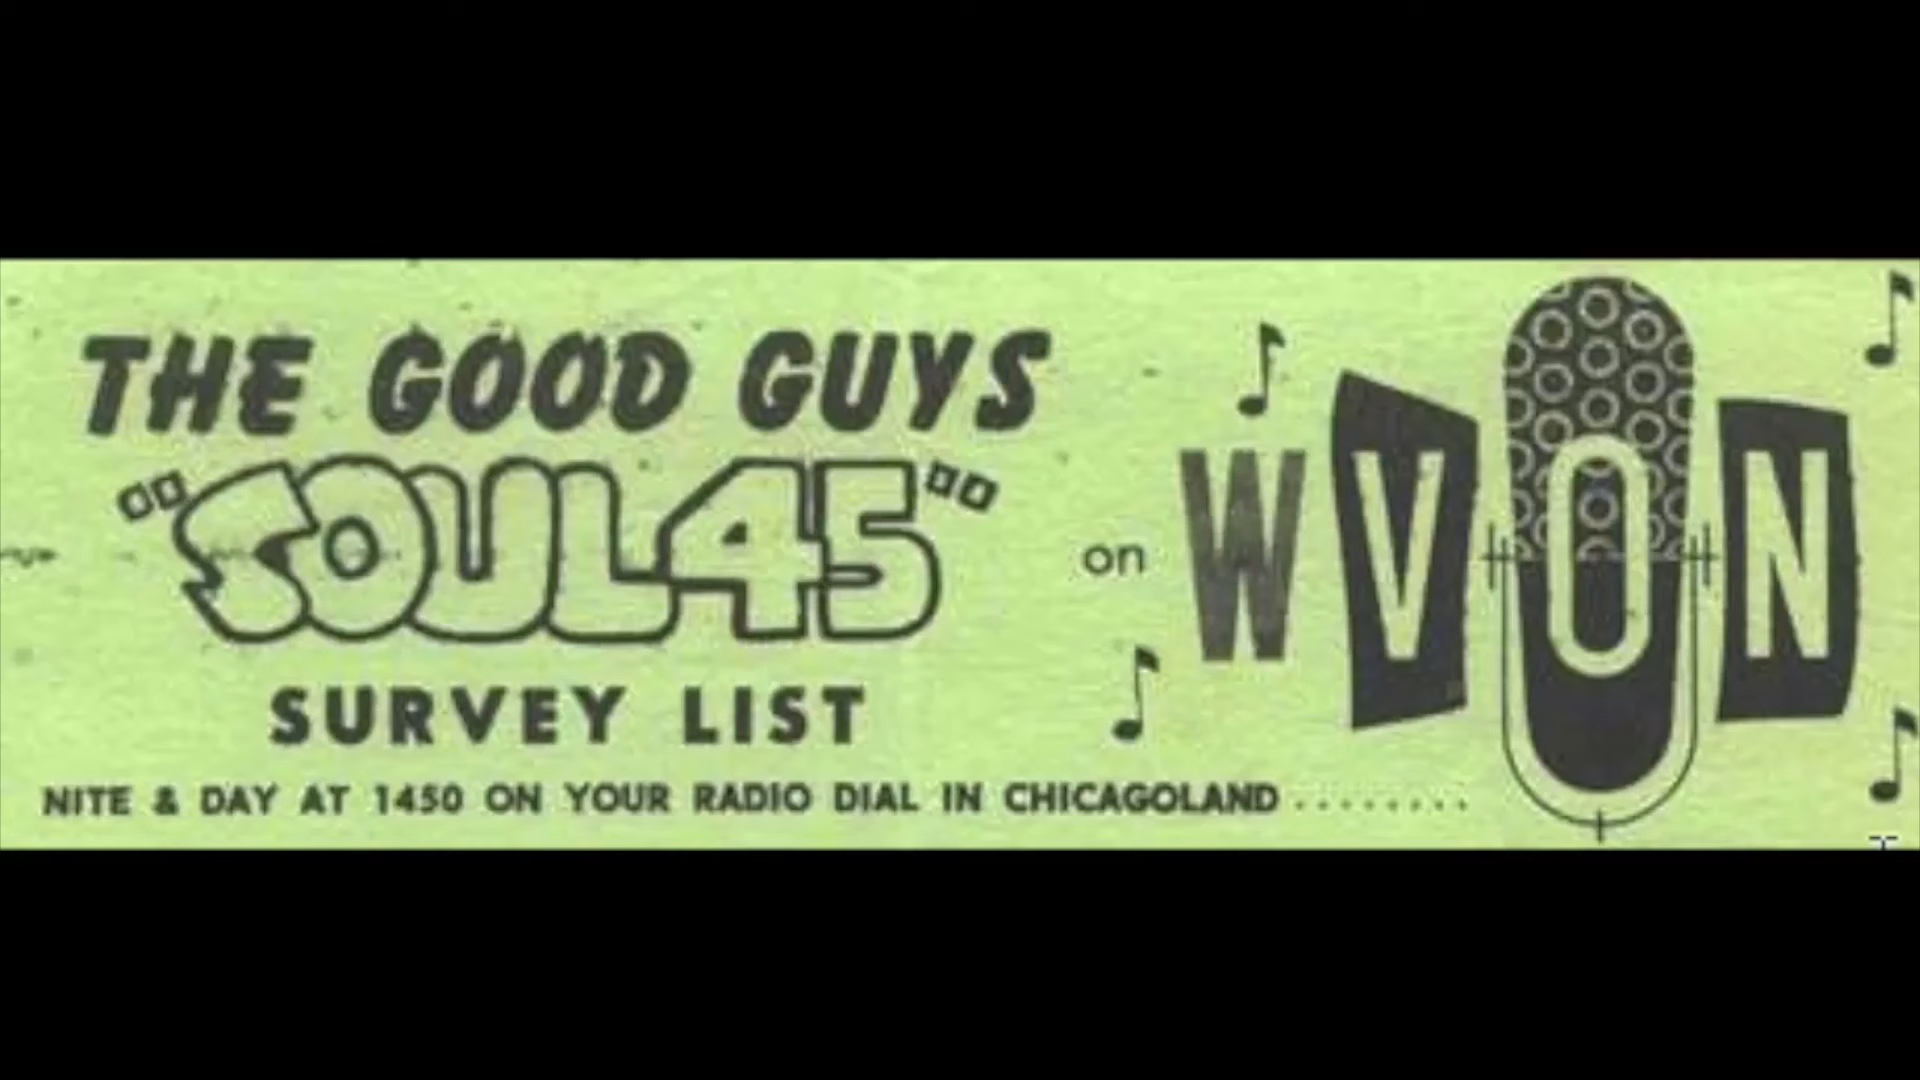 THE GOOD GUYS
"SOUL45"
on WVON
SURVEY LIST
NITE & DAY AT 1450 ON YOUR RADIO DIAL IN CHICAGOLAND ........